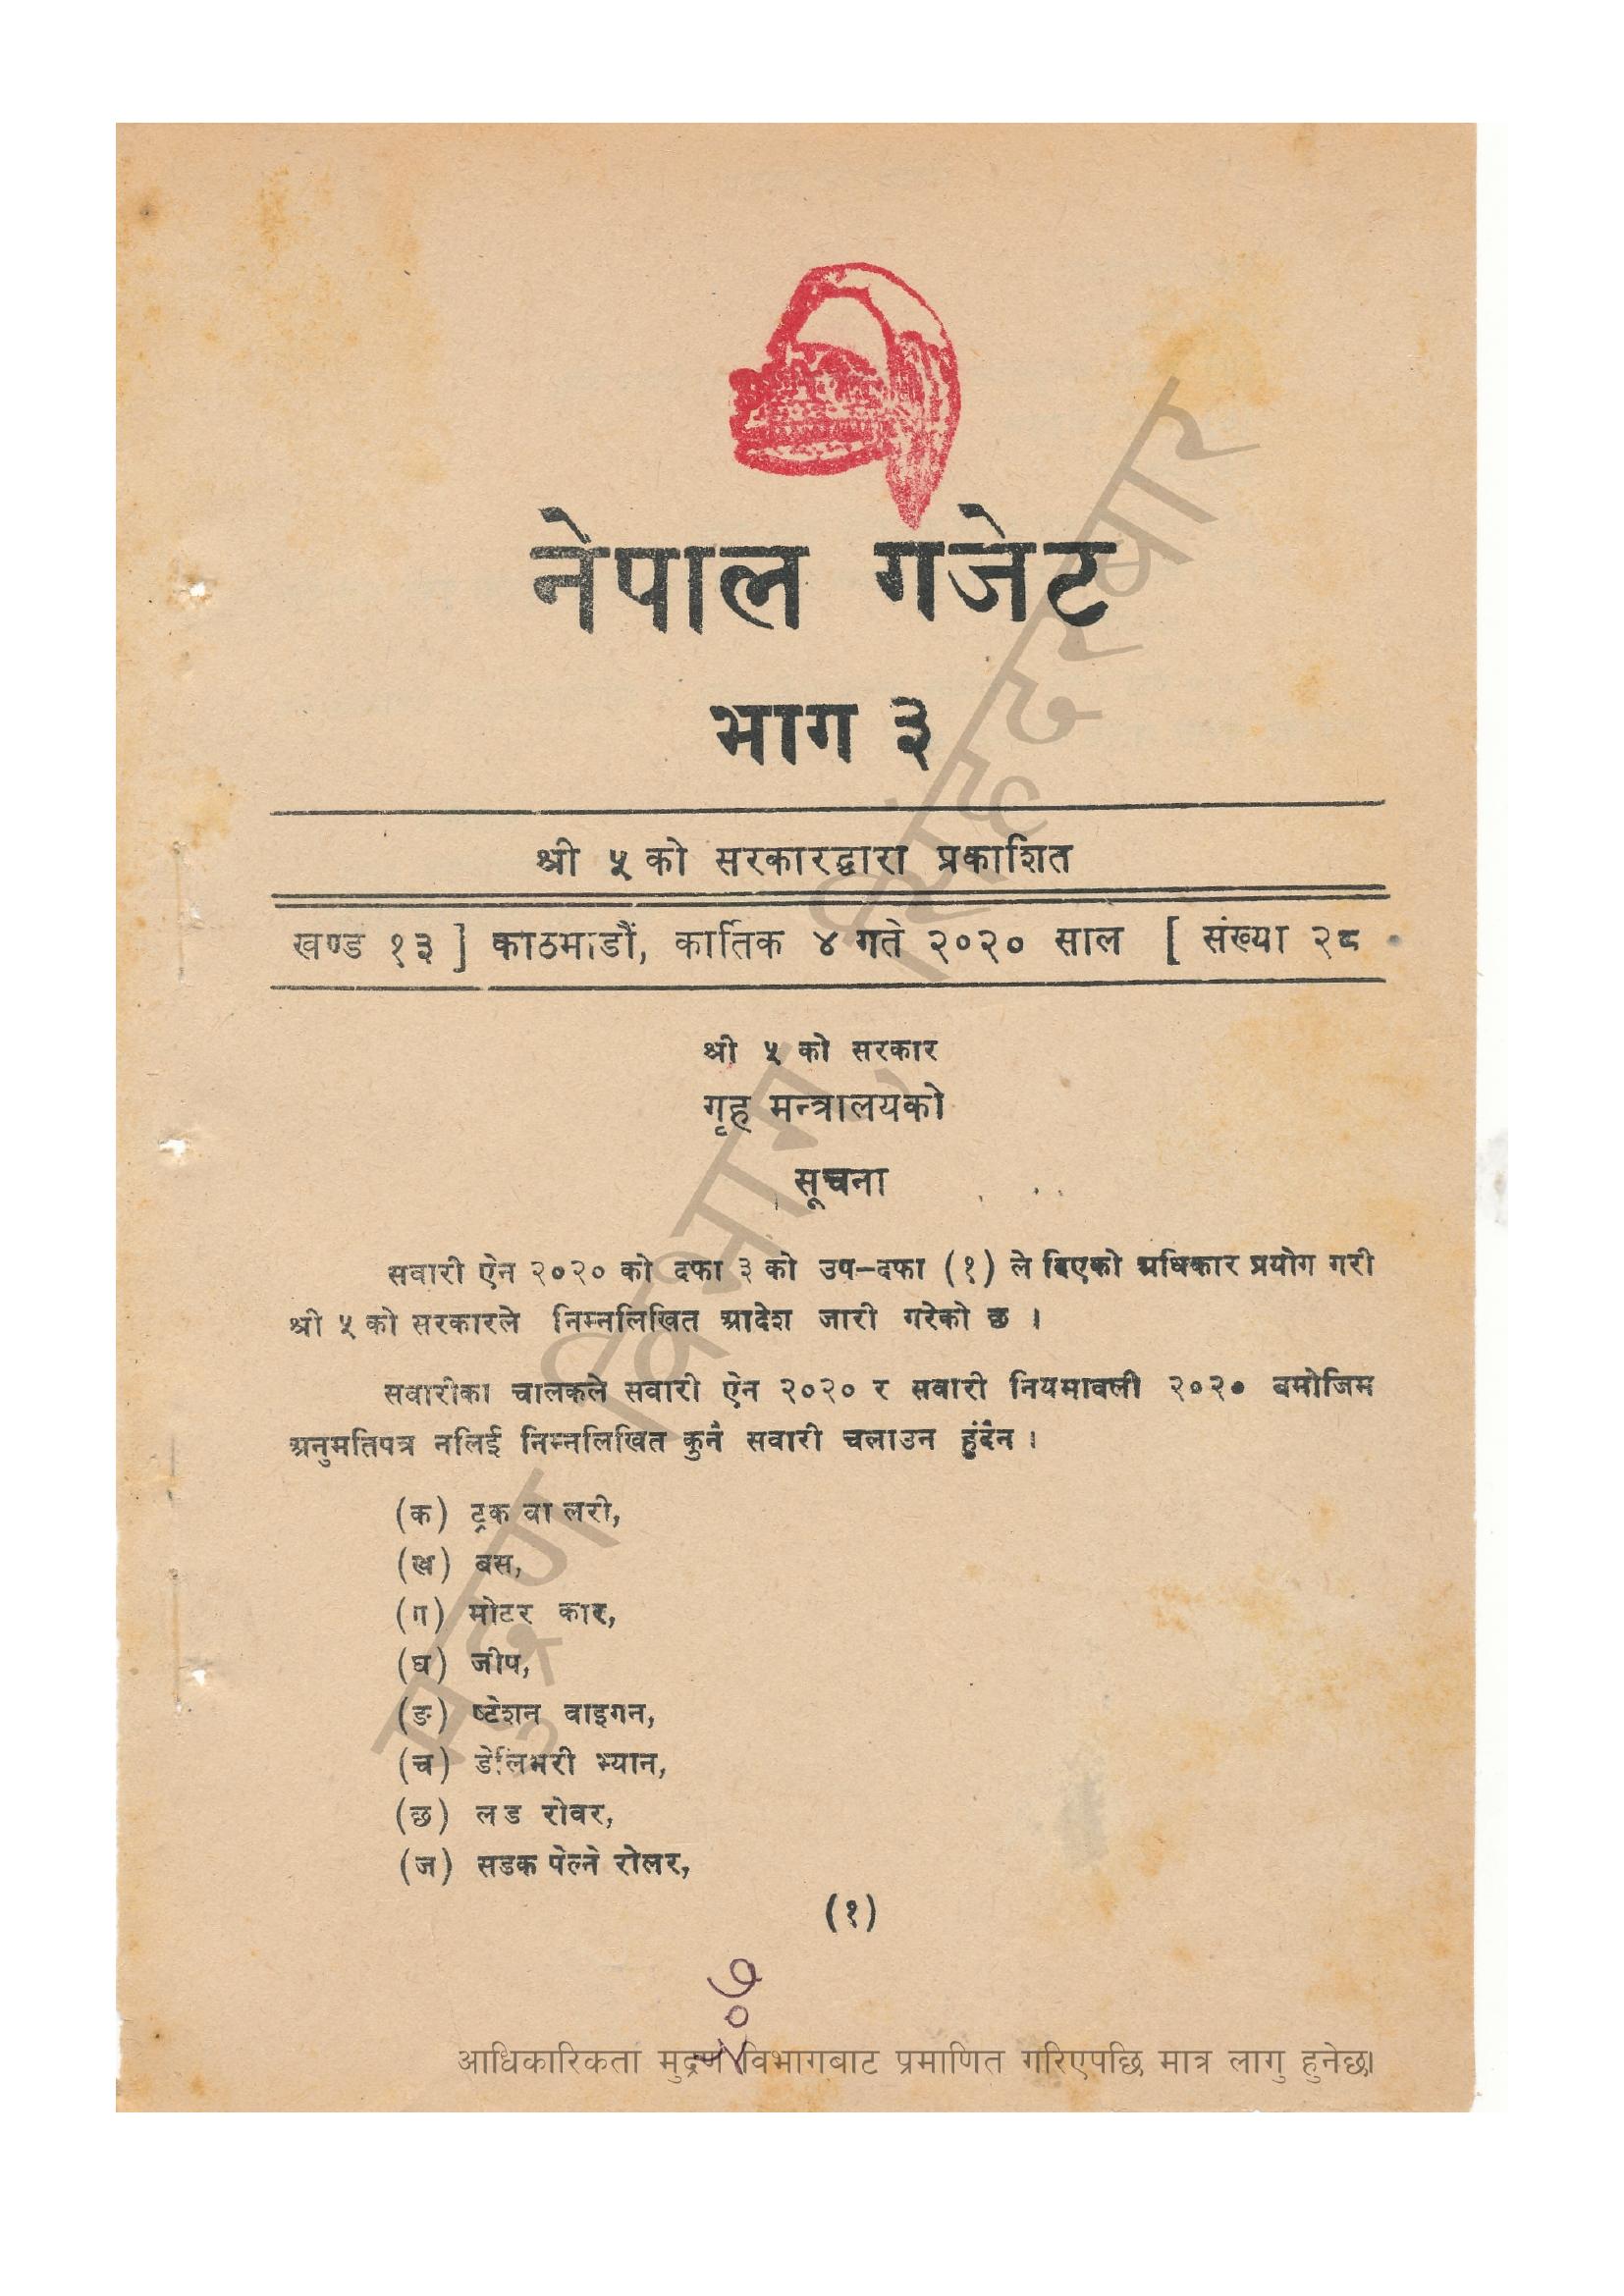 नेपाल गजेट
भाग ३
श्री ५ को सरकारद्वारा प्रकाशित
खण्ड १३ ] काठमाडौं, कार्तिक ४ गते २०२० साल [ संख्या २८
श्री ५ को सरकार
गृह मन्त्रालयको
सूचना
सवारी ऐन २०२० को दफा ३ को उप-दफा (१) ले दिएको अधिकार प्रयोग गरी
श्री ५ को सरकारले निम्नलिखित आदेश जारी गरेको छ ।
सवारीका चालकले सवारी ऐन २०२० र सवारी नियमावली २०२० बमोजिम
अनुमतिपत्र नलिई निम्नलिखित कुनै सवारी चलाउन हुंदैन ।
(क) ट्रक वा लरी,
(ख) बस,
(ग) मोटर कार,
(घ) जीप,
(ङ) ष्टेशन वाइगन,
(च) डेलिभरी भ्यान,
(छ) लड रोवर,
(ज) सडक पेल्ने रोलर,
(१)
आधिकारिकता मुद्रण विभागबाट प्रमाणित गरिएपछि मात्र लागु हुनेछ।
मुद्रण विभाग, सिंहदरबार